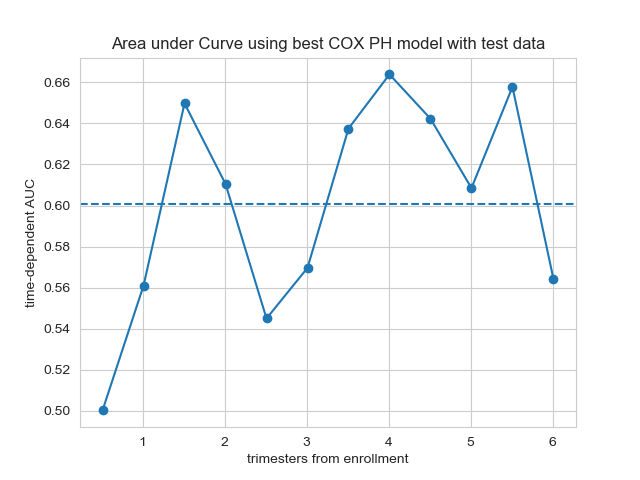 Area under Curve using best COX PH model with test data
time-dependent AUC
0.66
0.64
0.62
0.60
0.58
0.56
0.54
0.52
0.50
1 2 3 4 5 6
trimesters from enrollment